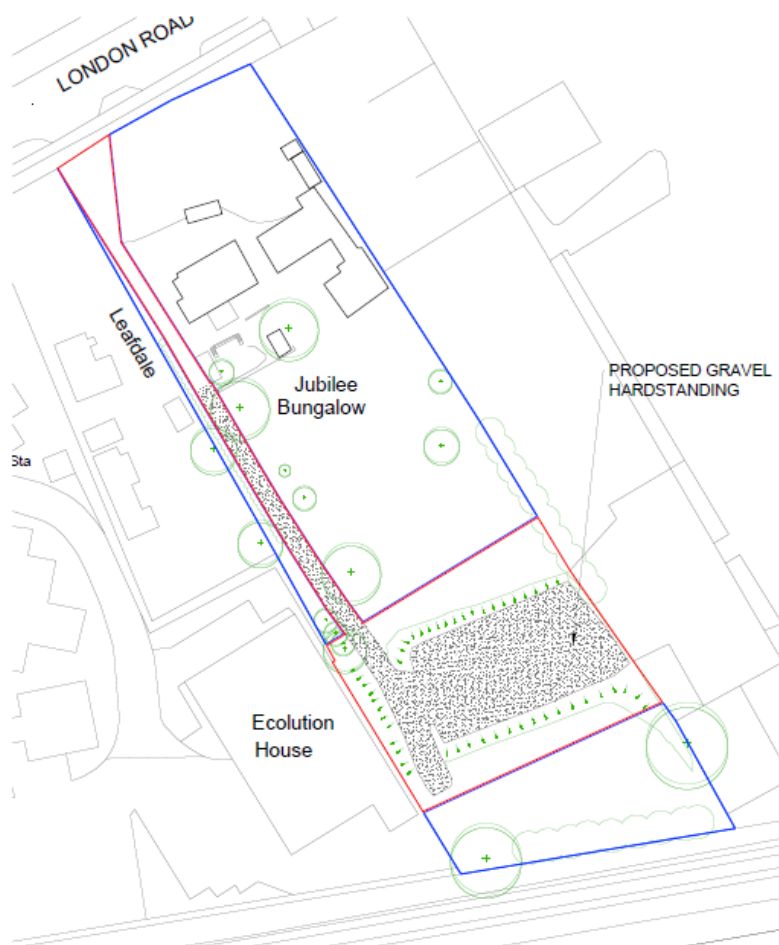 LONDON ROAD
Leafdale
Jubilee
Bungalow
PROPOSED GRAVEL
HARDSTANDING
Sta
Ecolution
House